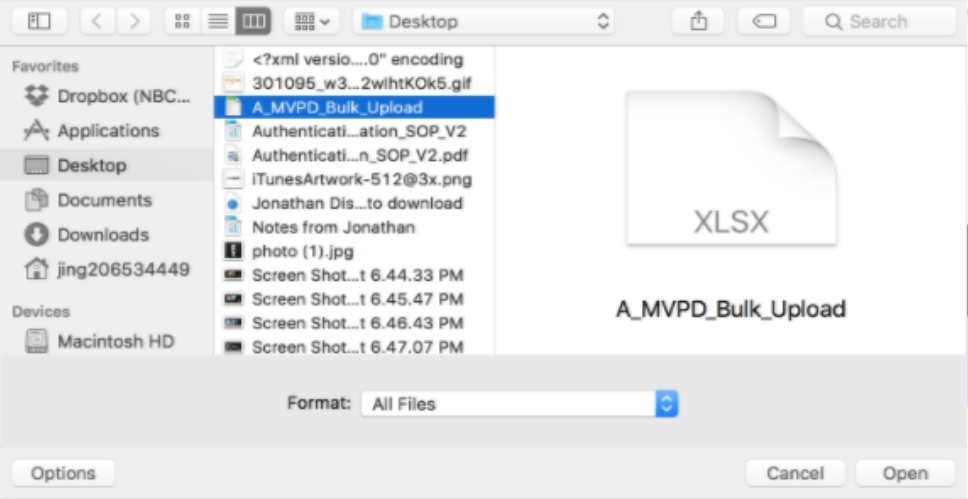 Desktop
Search
Favorites
Dropbox (NBC...
Applications
Desktop
Documents
Downloads
jing206534449
Devices
Macintosh HD
<?xml versio....0" encoding
301095_w3...2wlhtKOk5.gif
A_MVPD_Bulk_Upload
Authenticati...ation_SOP_V2
Authenticati...n_SOP_V2.pdf
iTunesArtwork-512@3x.png
Jonathan Dis...to download
Notes from Jonathan
photo (1).jpg
Screen Shot...t 6.44.33 PM
Screen Shot...t 6.45.47 PM
Screen Shot...t 6.46.43 PM
Screen Shot...t 6.47.07 PM
XLSX
A_MVPD_Bulk_Upload
Format: All Files
Options
Cancel Open